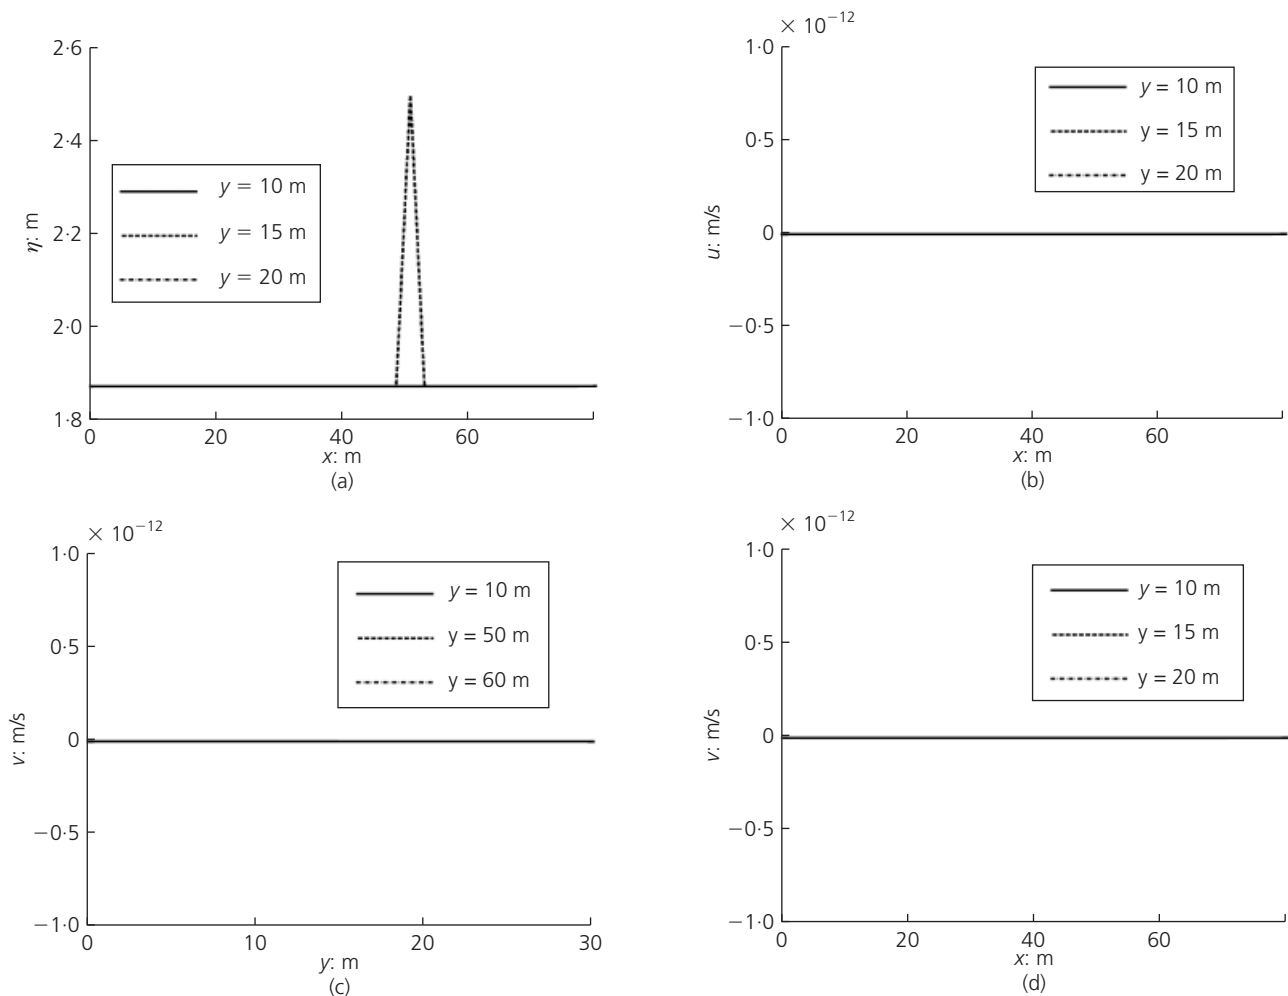 2·6
2·4
2·2
2·0
1·8
η: m
y = 10 m
y = 15 m
y = 20 m
0
20
40
60
x: m
(a)
× 10−12
1·0
0·5
0
−0·5
−1·0
u: m/s
y = 10 m
y = 15 m
y = 20 m
0
20
40
60
x: m
(b)
× 10−12
1·0
0·5
0
−0·5
−1·0
v: m/s
y = 10 m
y = 50 m
y = 60 m
0
10
20
30
y: m
(c)
× 10−12
1·0
0·5
0
−0·5
−1·0
v: m/s
y = 10 m
y = 15 m
y = 20 m
0
20
40
60
x: m
(d)